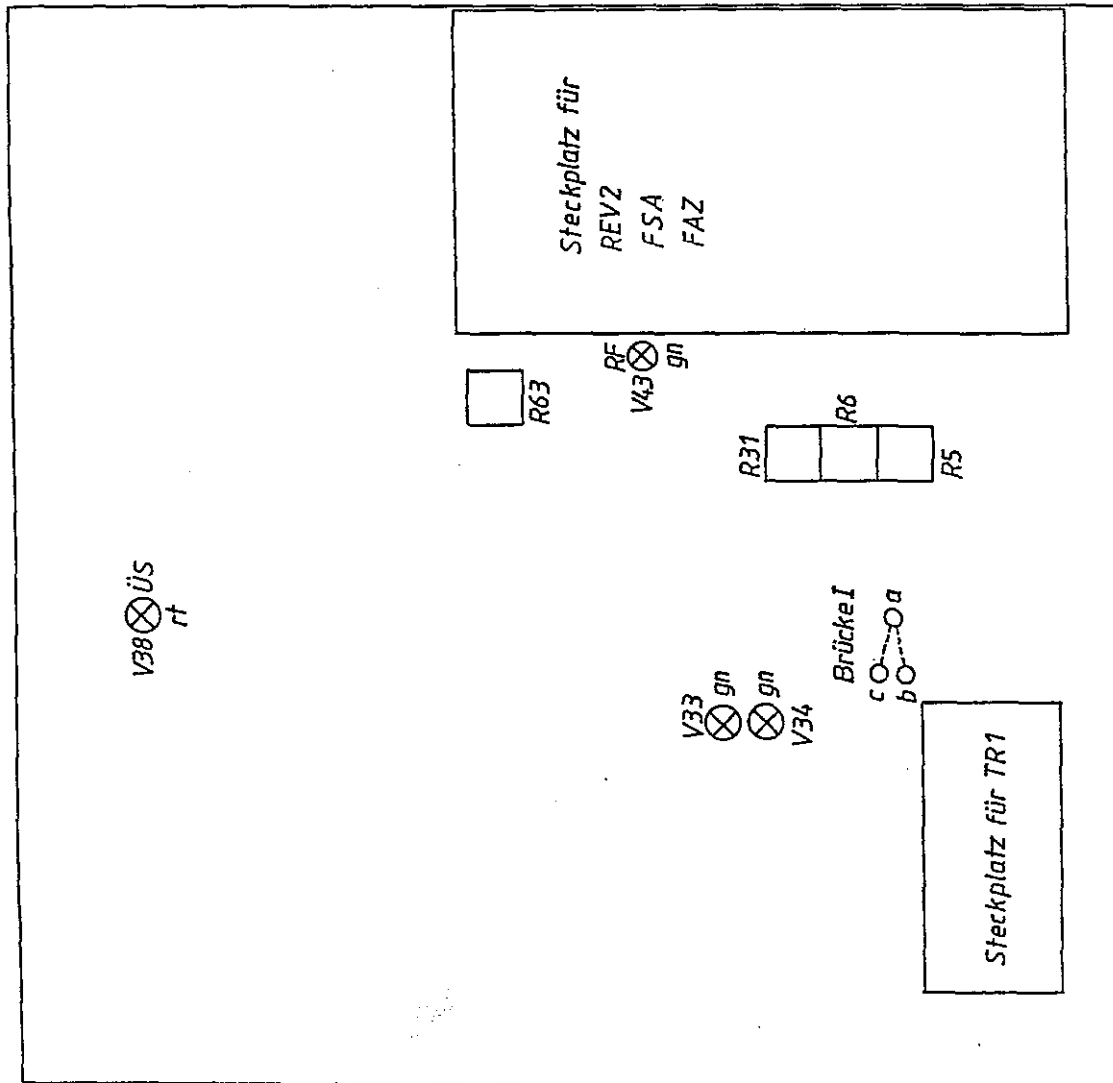 Steckplatz für
REV2
FSA
FAZ
RF
V43
gn
R63
R31
R6
R5
V38
ÜS
rt
V33
gn
gn
V34
Brücke I
c
a
b
Steckplatz für TR1